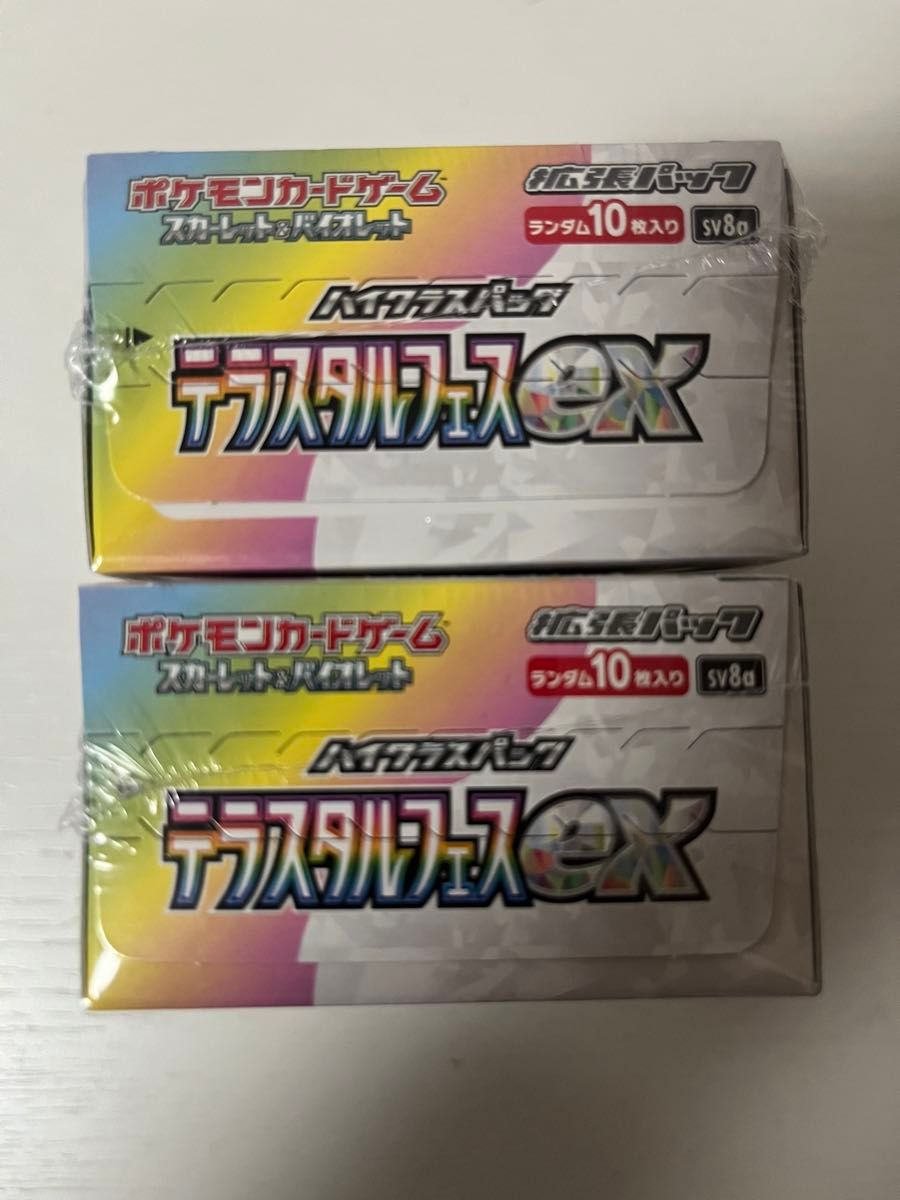 ポケモンカードゲーム
スカーレット&バイオレット
拡張パック
ランダム10枚入り SV8a
ハイクラスパック
テラスタルフェスex
ポケモンカードゲーム
スカーレット&バイオレット
拡張パック
ランダム10枚入り SV8a
ハイクラスパック
テラスタルフェスex